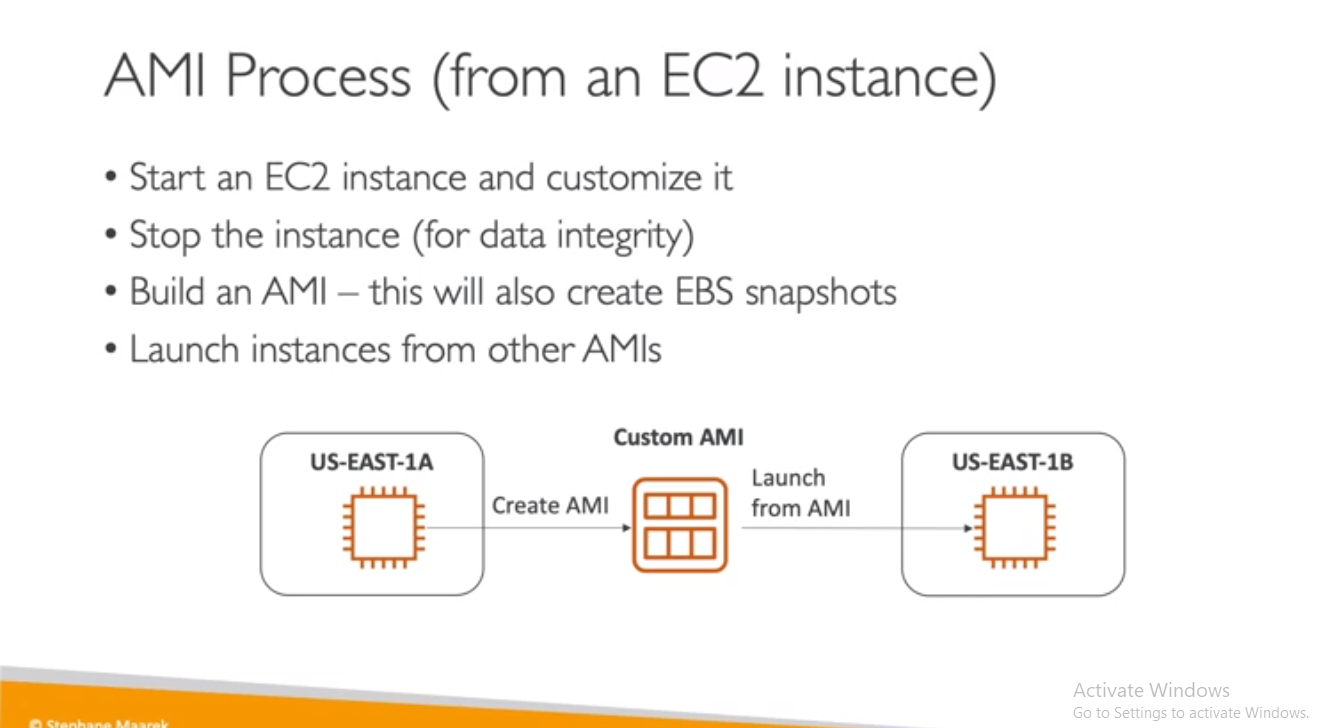 AMI Process (from an EC2 instance)
• Start an EC2 instance and customize it
• Stop the instance (for data integrity)
• Build an AMI – this will also create EBS snapshots
• Launch instances from other AMIs
Custom AMI
US-EAST-1A
Create AMI
Launch
from AMI
US-EAST-1B
© Stephane Maarek
Activate Windows
Go to Settings to activate Windows.